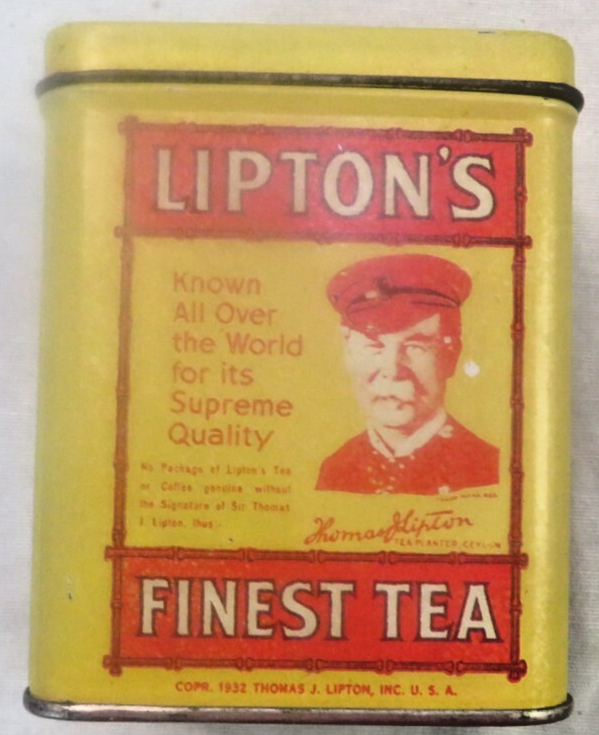 LIPTON'S
Known
All Over
the World
for its
Supreme
Quality
No Package of Lipton's Tea
or Coffee genuine without
the Signature of Sir Thomas
J. Lipton, thus :-
Thomas J Lipton
TEA PLANTER, CEYLON
FINEST TEA
COPR. 1932 THOMAS J. LIPTON, INC. U. S. A.